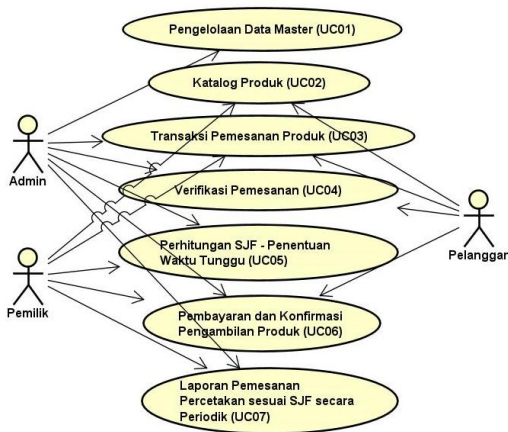 Pengelolaan Data Master (UC01)
Katalog Produk (UC02)
Transaksi Pemesanan Produk (UC03)
Admin
Verifikasi Pemesanan (UC04)
Pelanggan
Perhitungan SJF - Penentuan
Waktu Tunggu (UC05)
Pemilik
Pembayaran dan Konfirmasi
Pengambilan Produk (UC06)
Laporan Pemesanan
Percetakan sesuai SJF secara
Periodik (UC07)